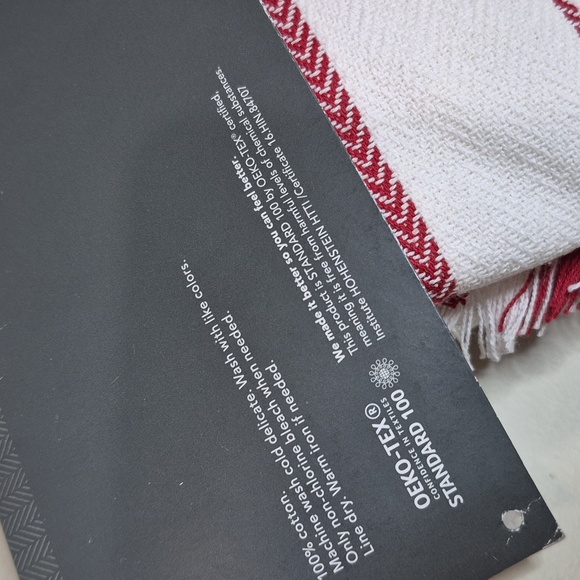 We made it better so you can feel better.
This product is STANDARD 100 by OEKO-TEX® certified,
meaning it is free from harmful levels of chemical substances.
Institute HOHENSTEIN HTTI/Certificate 16.HIN.84707
OEKO-TEX®
CONFIDENCE IN TEXTILES
STANDARD 100
100% cotton.
Machine wash cold delicate. Wash with like colors.
Only non-chlorine bleach when needed.
Line dry. Warm iron if needed.